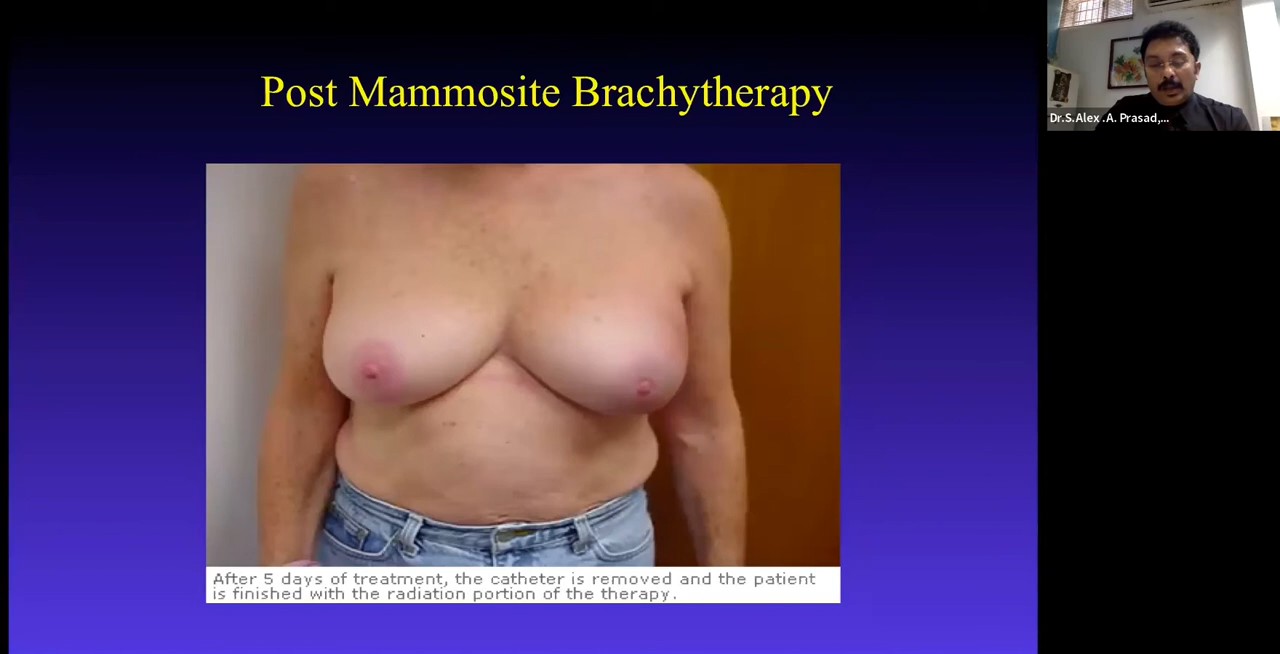 Post Mammosite Brachytherapy
Dr.S.Alex .A. Prasad,...
After 5 days of treatment, the catheter is removed and the patient
is finished with the radiation portion of the therapy.